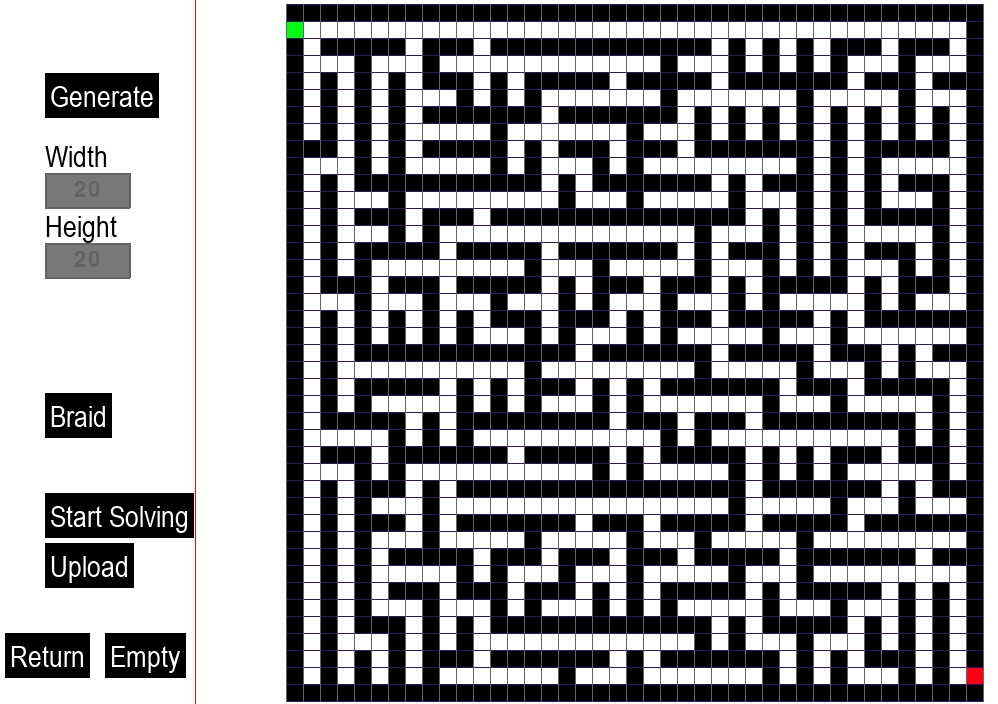 Generate
Width
20
Height
20
Braid
Start Solving
Upload
Return Empty